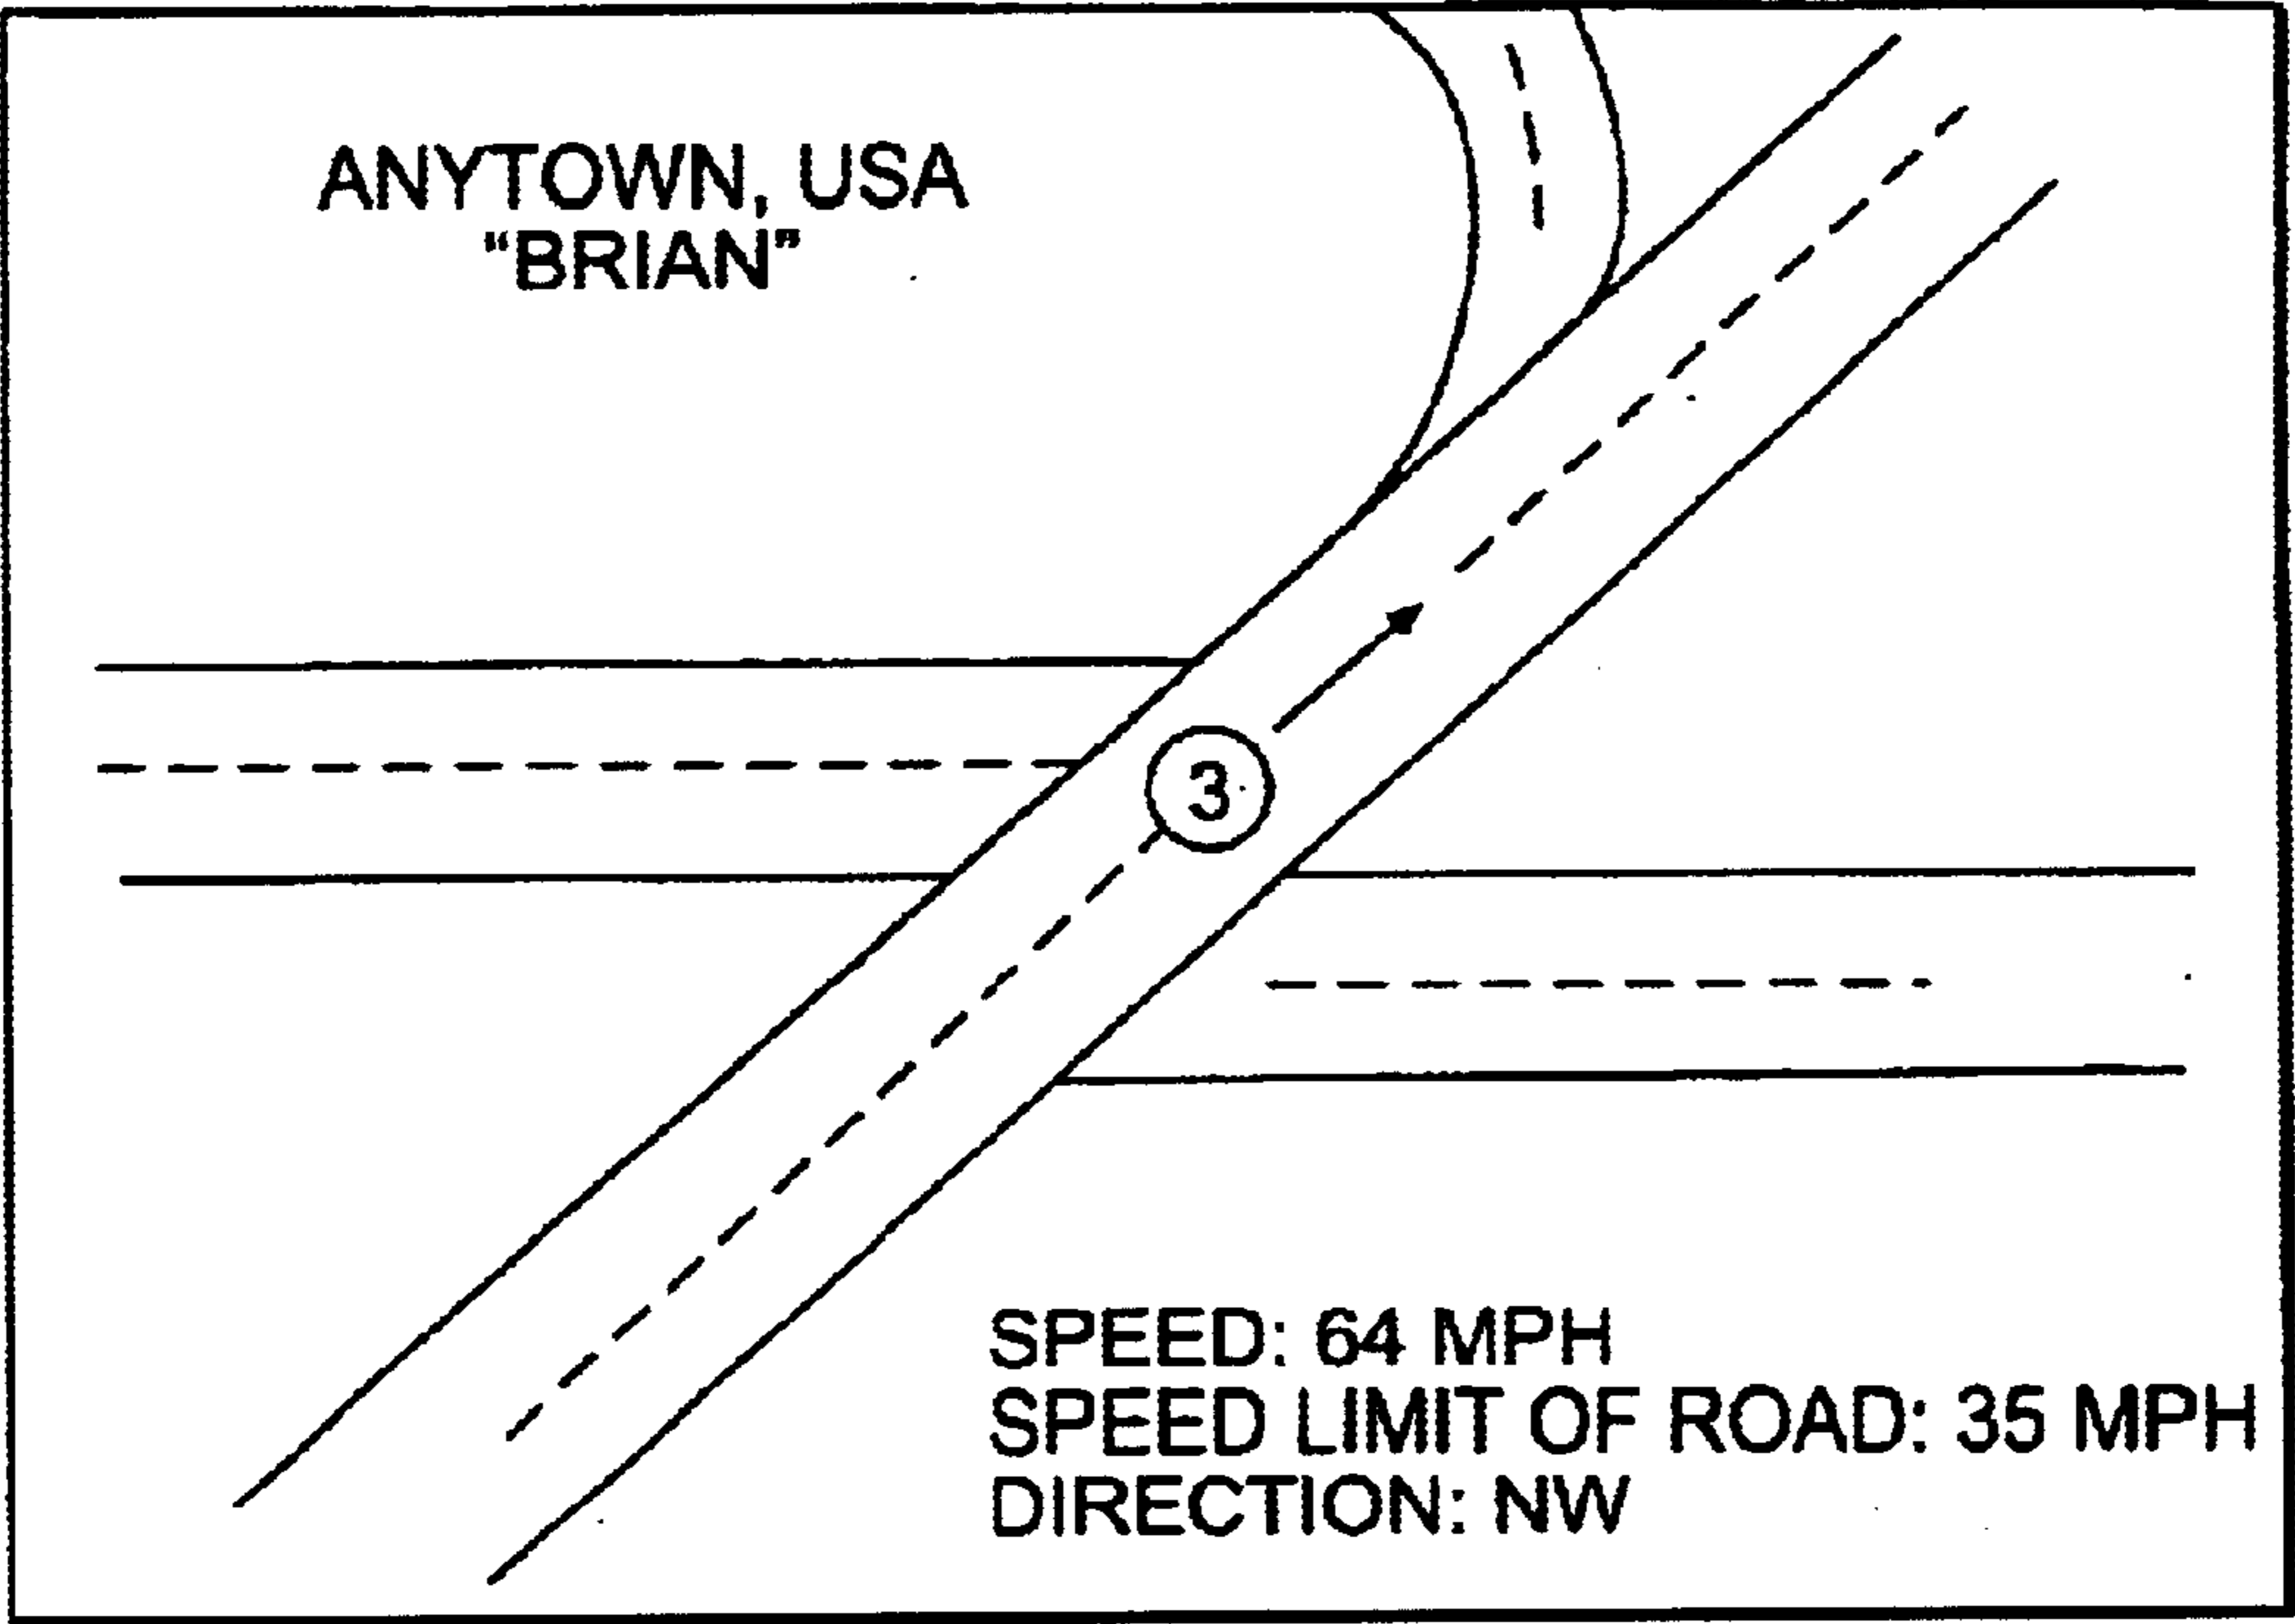 ANYTOWN, USA
“BRIAN”
3
SPEED: 64 MPH
SPEED LIMIT OF ROAD: 35 MPH
DIRECTION: NW